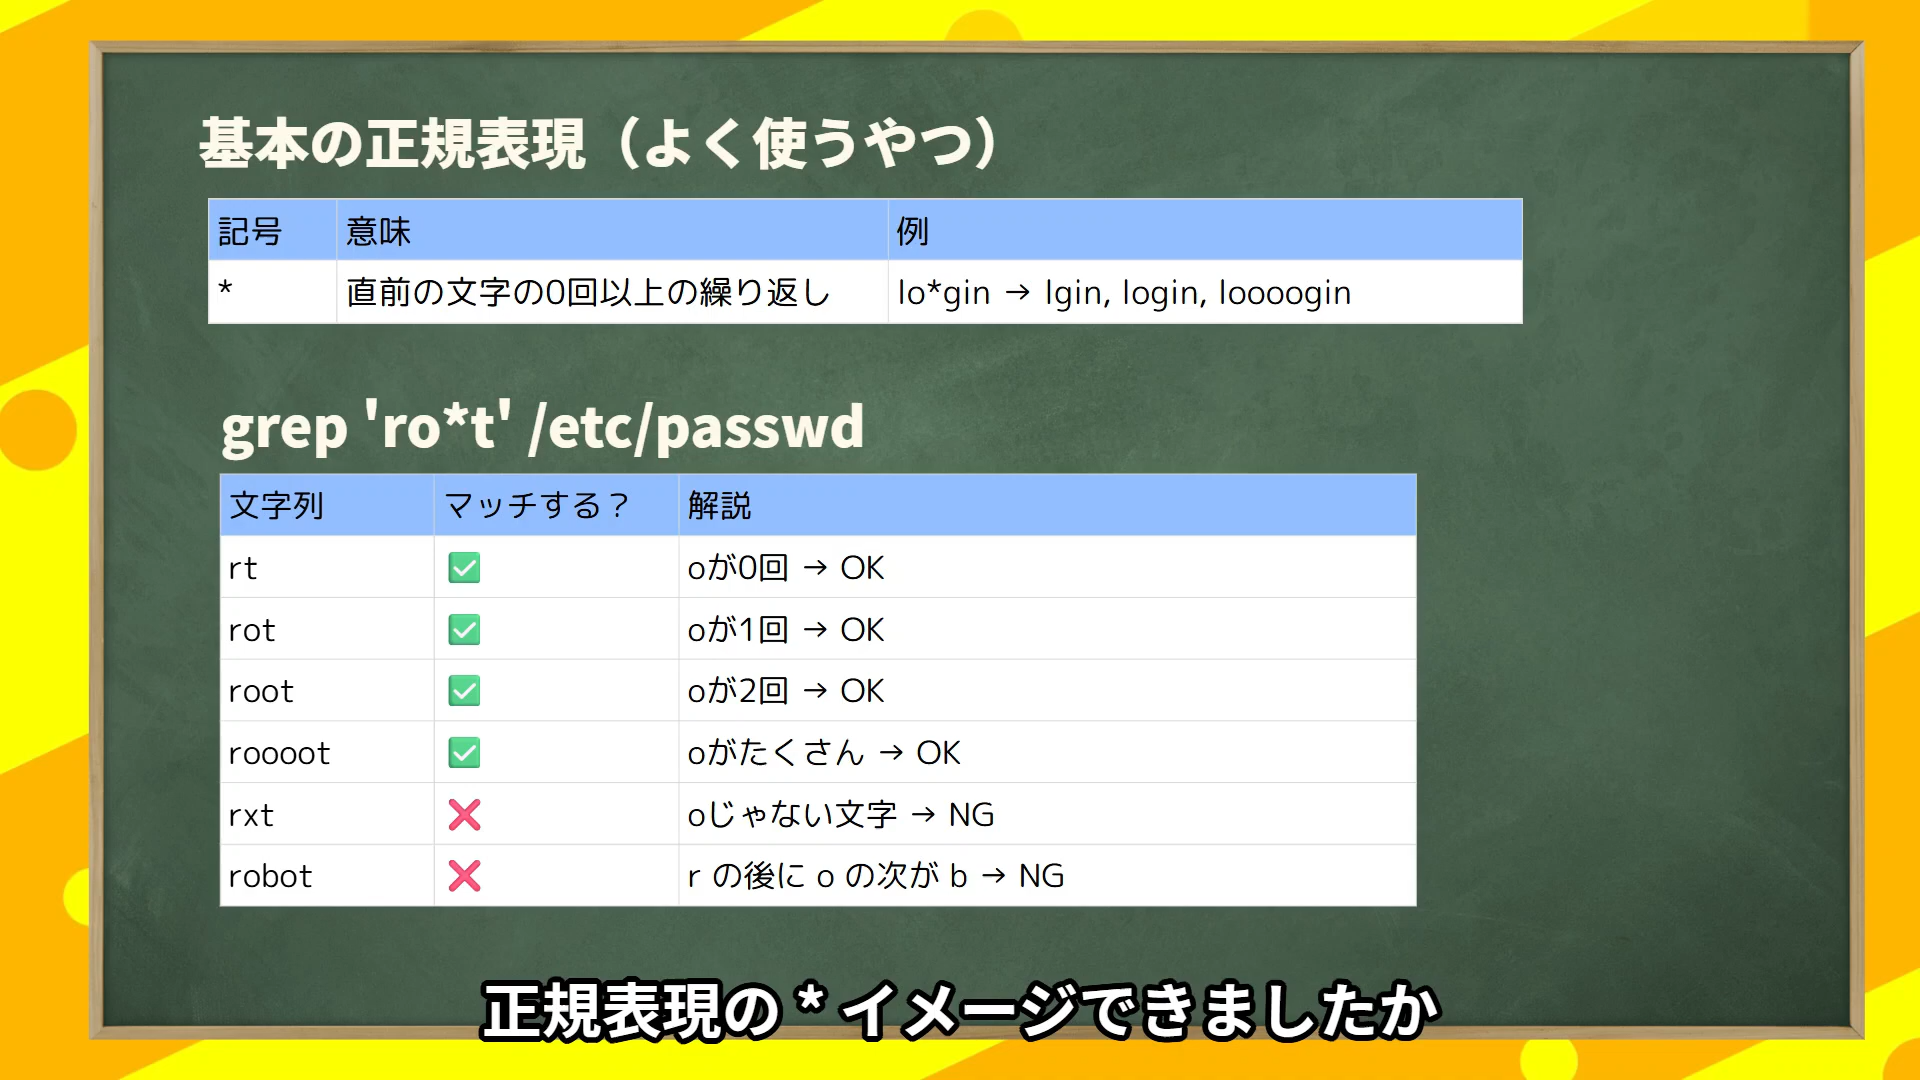 基本の正規表現（よく使うやつ）
記号 意味 例
* 直前の文字の0回以上の繰り返し lo*gin → lgin, login, loooogin
grep 'ro*t' /etc/passwd
文字列 マッチする？ 解説
rt ✅ oが0回 → OK
rot ✅ oが1回 → OK
root ✅ oが2回 → OK
roooot ✅ oがたくさん → OK
rxt ❌ oじゃない文字 → NG
robot ❌ r の後に o の次が b → NG
正規表現の * イメージできましたか